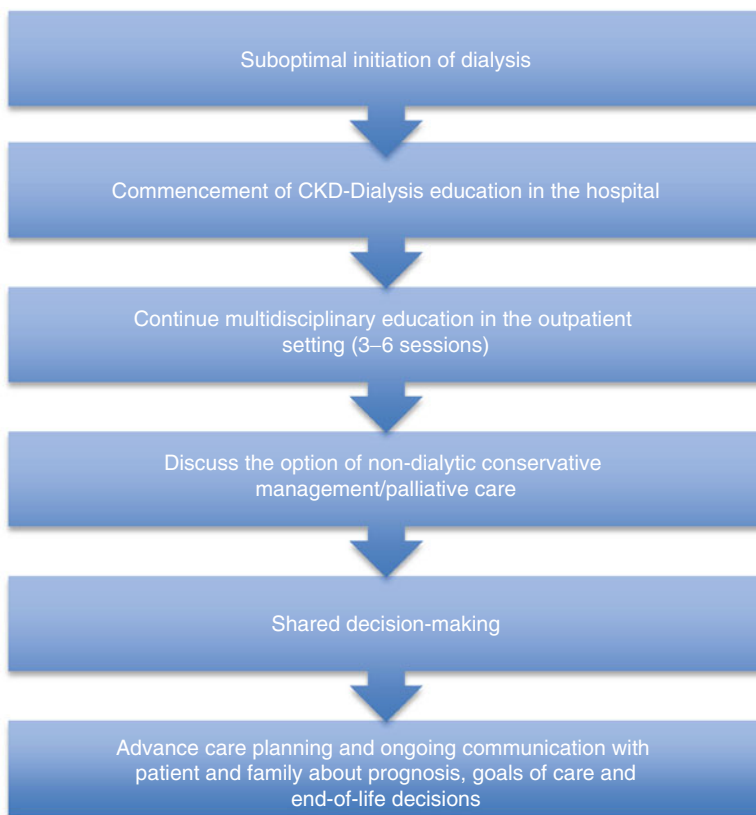 Suboptimal initiation of dialysis
Commencement of CKD-Dialysis education in the hospital
Continue multidisciplinary education in the outpatient
setting (3–6 sessions)
Discuss the option of non-dialytic conservative
management/palliative care
Shared decision-making
Advance care planning and ongoing communication with
patient and family about prognosis, goals of care and
end-of-life decisions